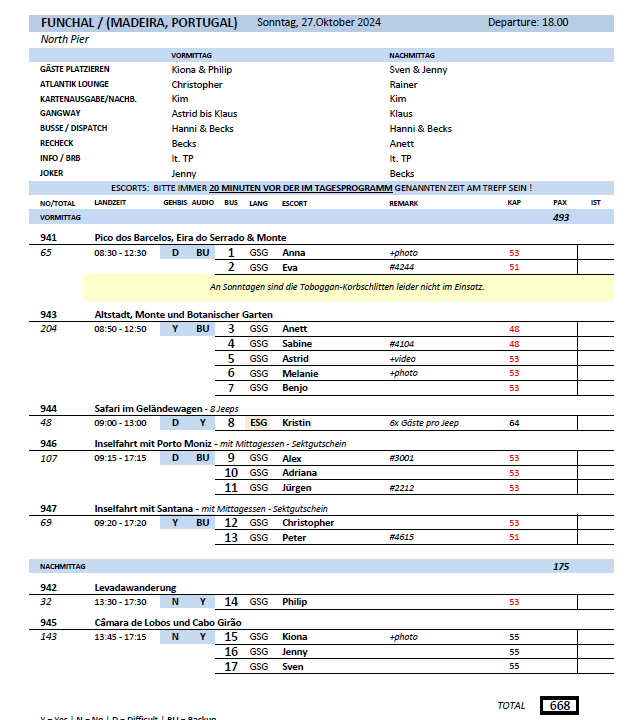 FUNCHAL / (MADEIRA, PORTUGAL) Sonntag, 27.Oktober 2024 Departure: 18.00
North Pier
VORMITTAG NACHMITTAG
GÄSTE PLATZIEREN Kiona & Philip Sven & Jenny
ATLANTIK LOUNGE Christopher Rainer
KARTENAUSGABE/NACHB. Kim Kim
GANGWAY Astrid bis Klaus Klaus
BUSSE / DISPATCH Hanni & Becks Hanni & Becks
RECHECK Becks Anett
INFO / BRB lt. TP lt. TP
JOKER Jenny Becks
ESCORTS: BITTE IMMER 20 MINUTEN VOR DER IM TAGESPROGRAMM GENANNTEN ZEIT AM TREFF SEIN !
NO/TOTAL LANDZEIT GEHBIS AUDIO BUS LANG ESCORT REMARK KAP PAX IST
VORMITTAG 493
941 Pico dos Barcelos, Eira do Serrado & Monte
65 08:30 - 12:30 D BU 1 GSG Anna +photo 53
2 GSG Eva #4244 51
An Sonntagen sind die Toboggan-Korbschlitten leider nicht im Einsatz.
943 Altstadt, Monte und Botanischer Garten
204 08:50 - 12:50 Y BU 3 GSG Anett 48
4 GSG Sabine #4104 48
5 GSG Astrid +video 53
6 GSG Melanie +photo 53
7 GSG Benjo 53
944 Safari im Geländewagen - 8 Jeeps
48 09:00 - 13:00 D Y 8 ESG Kristin 6x Gäste pro Jeep 64
946 Inselfahrt mit Porto Moniz - mit Mittagessen - Sektgutschein
107 09:15 - 17:15 D BU 9 GSG Alex #3001 53
10 GSG Adriana 53
11 GSG Jürgen #2212 53
947 Inselfahrt mit Santana - mit Mittagessen - Sektgutschein
69 09:20 - 17:20 Y BU 12 GSG Christopher 53
13 GSG Peter #4615 51
NACHMITTAG 175
942 Levadawanderung
32 13:30 - 17:30 N Y 14 GSG Philip 53
945 Câmara de Lobos und Cabo Girão
143 13:45 - 17:15 N Y 15 GSG Kiona +photo 55
16 GSG Jenny 55
17 GSG Sven 55
TOTAL 668
Y = Yes | N = No | D = Difficult | BU = Backup